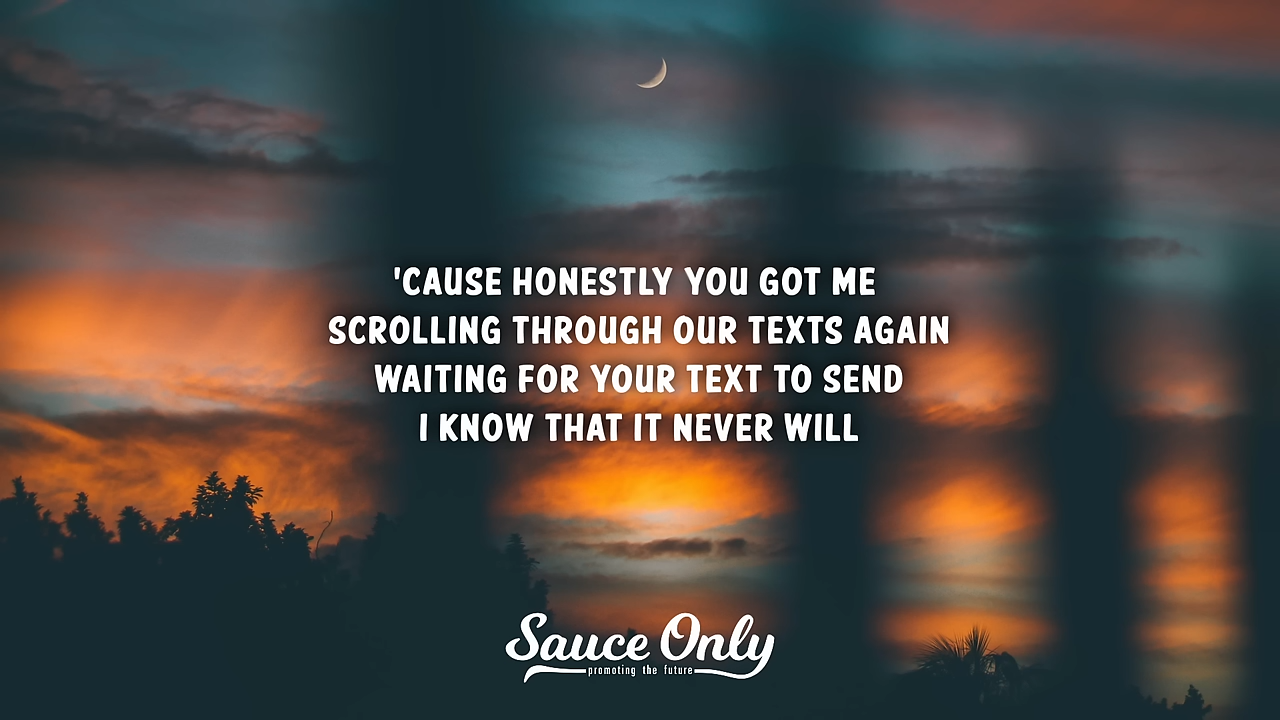 'CAUSE HONESTLY YOU GOT ME
SCROLLING THROUGH OUR TEXTS AGAIN
WAITING FOR YOUR TEXT TO SEND
I KNOW THAT IT NEVER WILL
Sauce Only
promoting the future